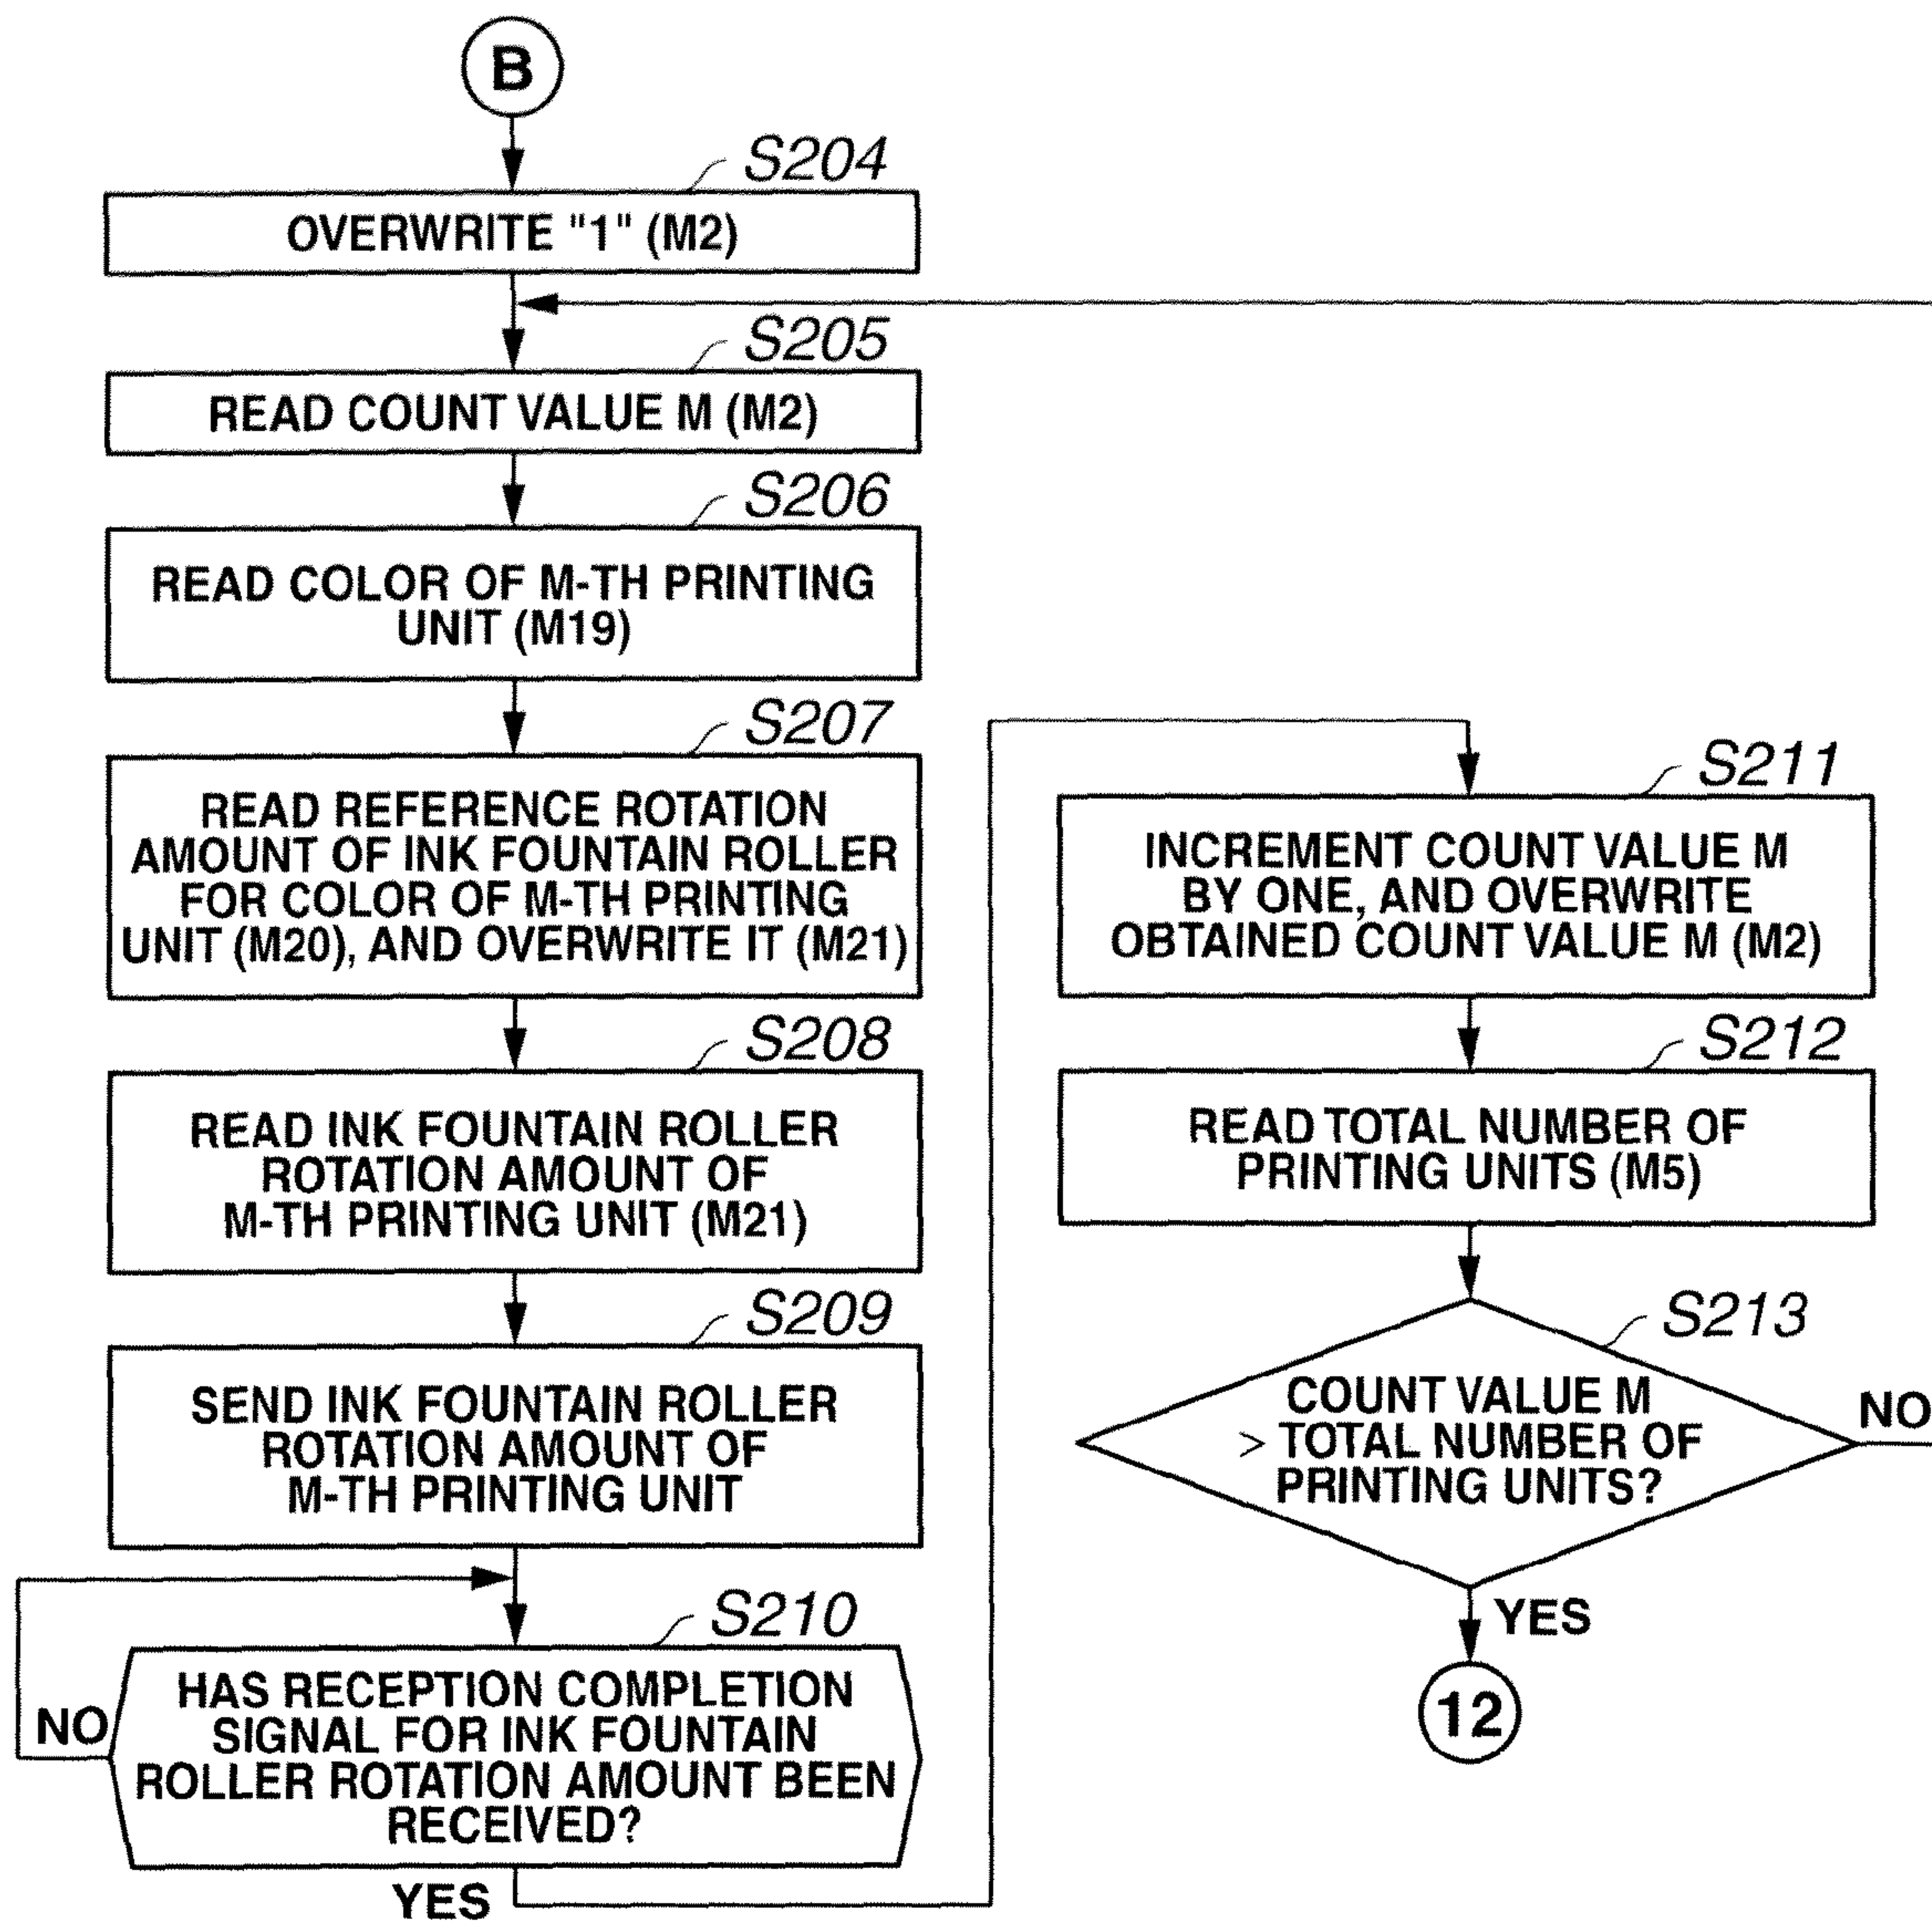 B
S204
OVERWRITE "1" (M2)
S205
READ COUNT VALUE M (M2)
S206
READ COLOR OF M-TH PRINTING
UNIT (M19)
S207
READ REFERENCE ROTATION
AMOUNT OF INK FOUNTAIN ROLLER
FOR COLOR OF M-TH PRINTING
UNIT (M20), AND OVERWRITE IT (M21)
S208
READ INK FOUNTAIN ROLLER
ROTATION AMOUNT OF
M-TH PRINTING UNIT (M21)
S209
SEND INK FOUNTAIN ROLLER
ROTATION AMOUNT OF
M-TH PRINTING UNIT
S210
HAS RECEPTION COMPLETION
SIGNAL FOR INK FOUNTAIN
ROLLER ROTATION AMOUNT BEEN
RECEIVED?
NO
YES
S211
INCREMENT COUNT VALUE M
BY ONE, AND OVERWRITE
OBTAINED COUNT VALUE M (M2)
S212
READ TOTAL NUMBER OF
PRINTING UNITS (M5)
S213
COUNT VALUE M
> TOTAL NUMBER OF
PRINTING UNITS?
NO
YES
12